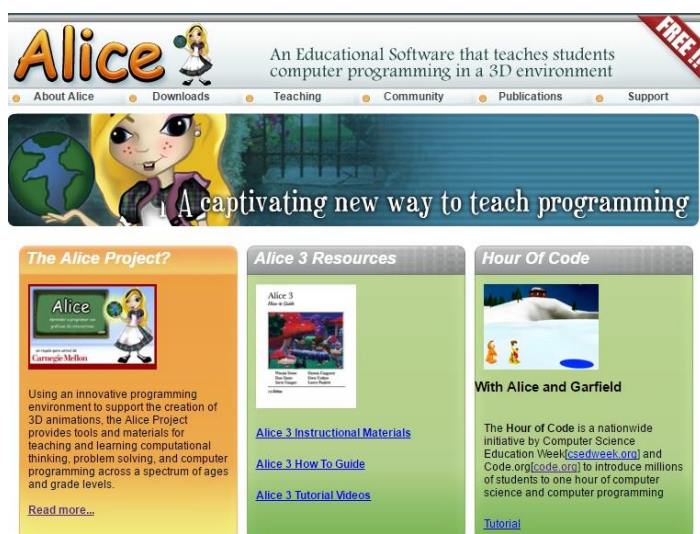 Alice
An Educational Software that teaches students
computer programming in a 3D environment
FREE!!
About Alice
Downloads
Teaching
Community
Publications
Support
A captivating new way to teach programming
The Alice Project?
Alice
Carnegie Mellon
Using an innovative programming
environment to support the creation of
3D animations, the Alice Project
provides tools and materials for
teaching and learning computational
thinking, problem solving, and computer
programming across a spectrum of ages
and grade levels.
Read more...
Alice 3 Resources
Alice 3
How to Guide
Alice 3 Instructional Materials
Alice 3 How To Guide
Alice 3 Tutorial Videos
Hour Of Code
With Alice and Garfield
The Hour of Code is a nationwide
initiative by Computer Science
Education Week[csedweek.org] and
Code.org[code.org] to introduce millions
of students to one hour of computer
science and computer programming
Tutorial